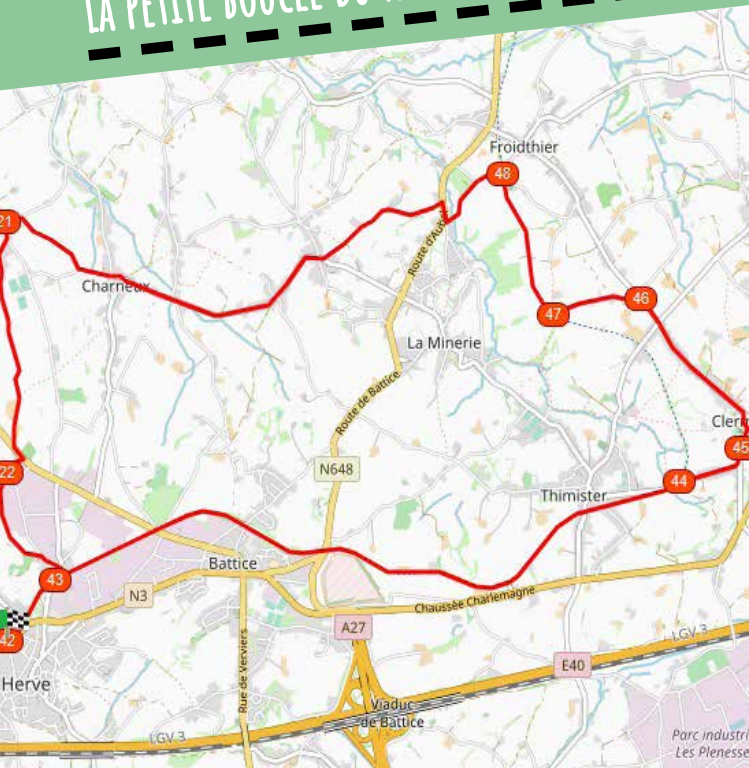 LA PETITE BOUCLE DU
Froidthier
48
21
Route d'Aubel
Charneux
46
47
La Minerie
Route de Battice
45
22
N648
44
Thimister
Battice
43
N3
Chaussée Charlemagne
A27
42
LGV 3
E40
Rue de Verviers
Herve
Viaduc
de Battice
LGV 3
Parc industri
Les Plenesse